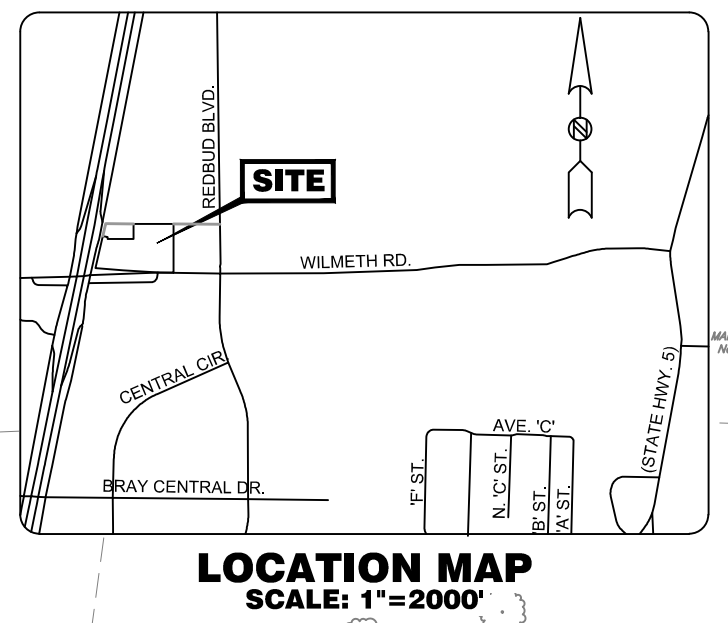 REDBUD BLVD.
SITE
WILMETH RD.
CENTRAL CIR.
(STATE HWY. 5)
AVE. 'C'
'F' ST.
N. 'C' ST.
'B' ST.
'A' ST.
BRAY CENTRAL DR.
LOCATION MAP
SCALE: 1"=2000'